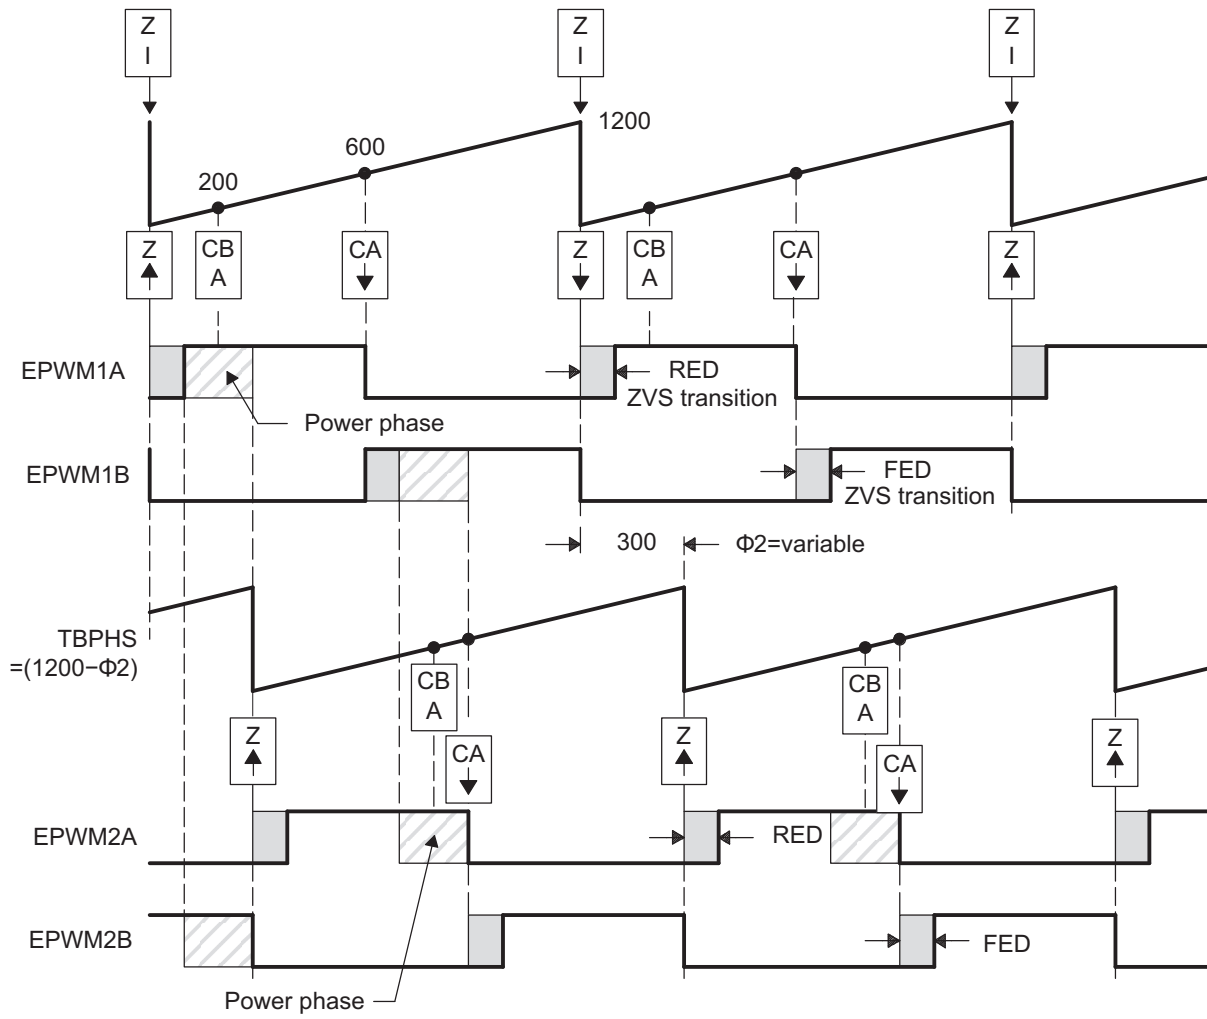 Z
I
Z
I
Z
I
1200
600
200
Z
CB
A
CA
Z
CB
A
CA
Z
EPWM1A
RED
ZVS transition
Power phase
EPWM1B
FED
ZVS transition
300
Φ2=variable
TBPHS
=(1200−Φ2)
CB
A
CB
A
Z
CA
Z
CA
Z
EPWM2A
RED
EPWM2B
FED
Power phase